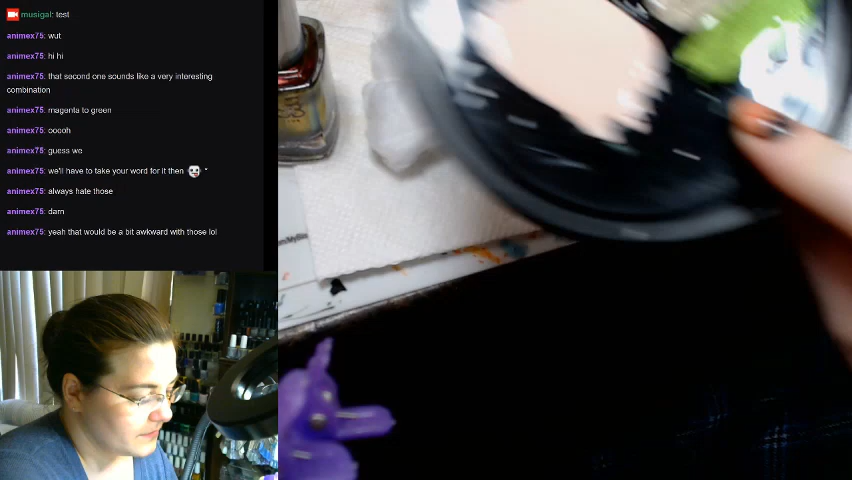 musigal: test
animex75: wut
animex75: hi hi
animex75: that second one sounds like a very interesting
combination
animex75: magenta to green
animex75: ooooh
animex75: guess we
animex75: we'll have to take your word for it then
animex75: always hate those
animex75: darn
animex75: yeah that would be a bit awkward with those lol